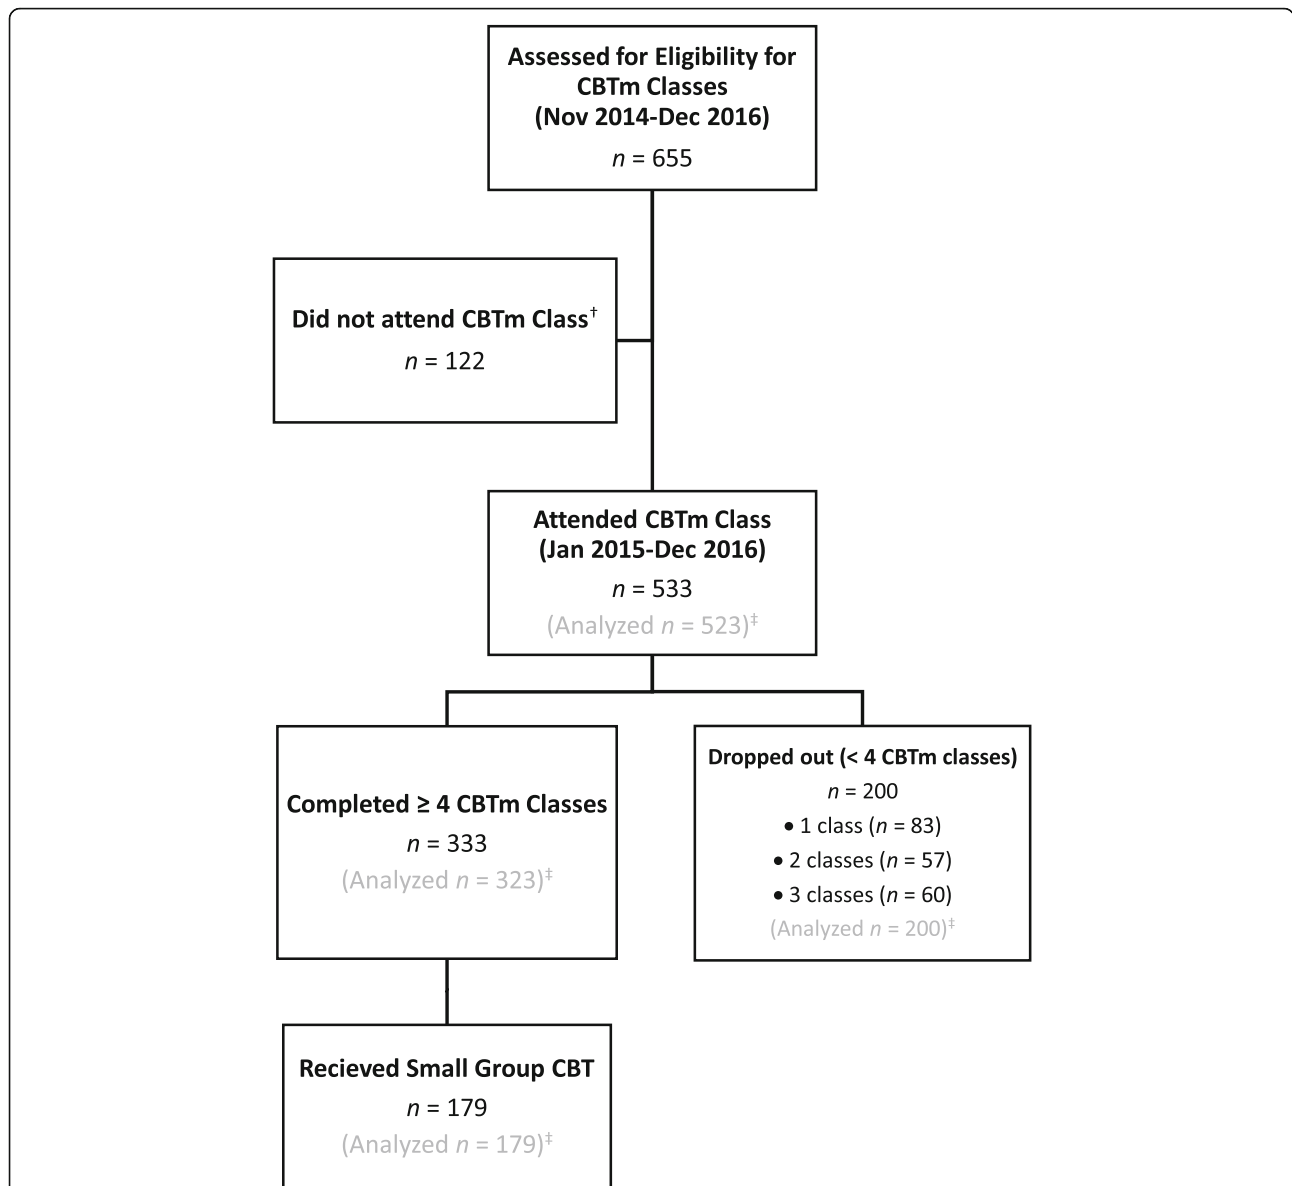 Assessed for Eligibility for
CBTm Classes
(Nov 2014-Dec 2016)
n = 655
Did not attend CBTm Class†
n = 122
Attended CBTm Class
(Jan 2015-Dec 2016)
n = 533
(Analyzed n = 523)‡
Completed ≥ 4 CBTm Classes
n = 333
(Analyzed n = 323)‡
Dropped out (< 4 CBTm classes)
n = 200
• 1 class (n = 83)
• 2 classes (n = 57)
• 3 classes (n = 60)
(Analyzed n = 200)‡
Recieved Small Group CBT
n = 179
(Analyzed n = 179)‡